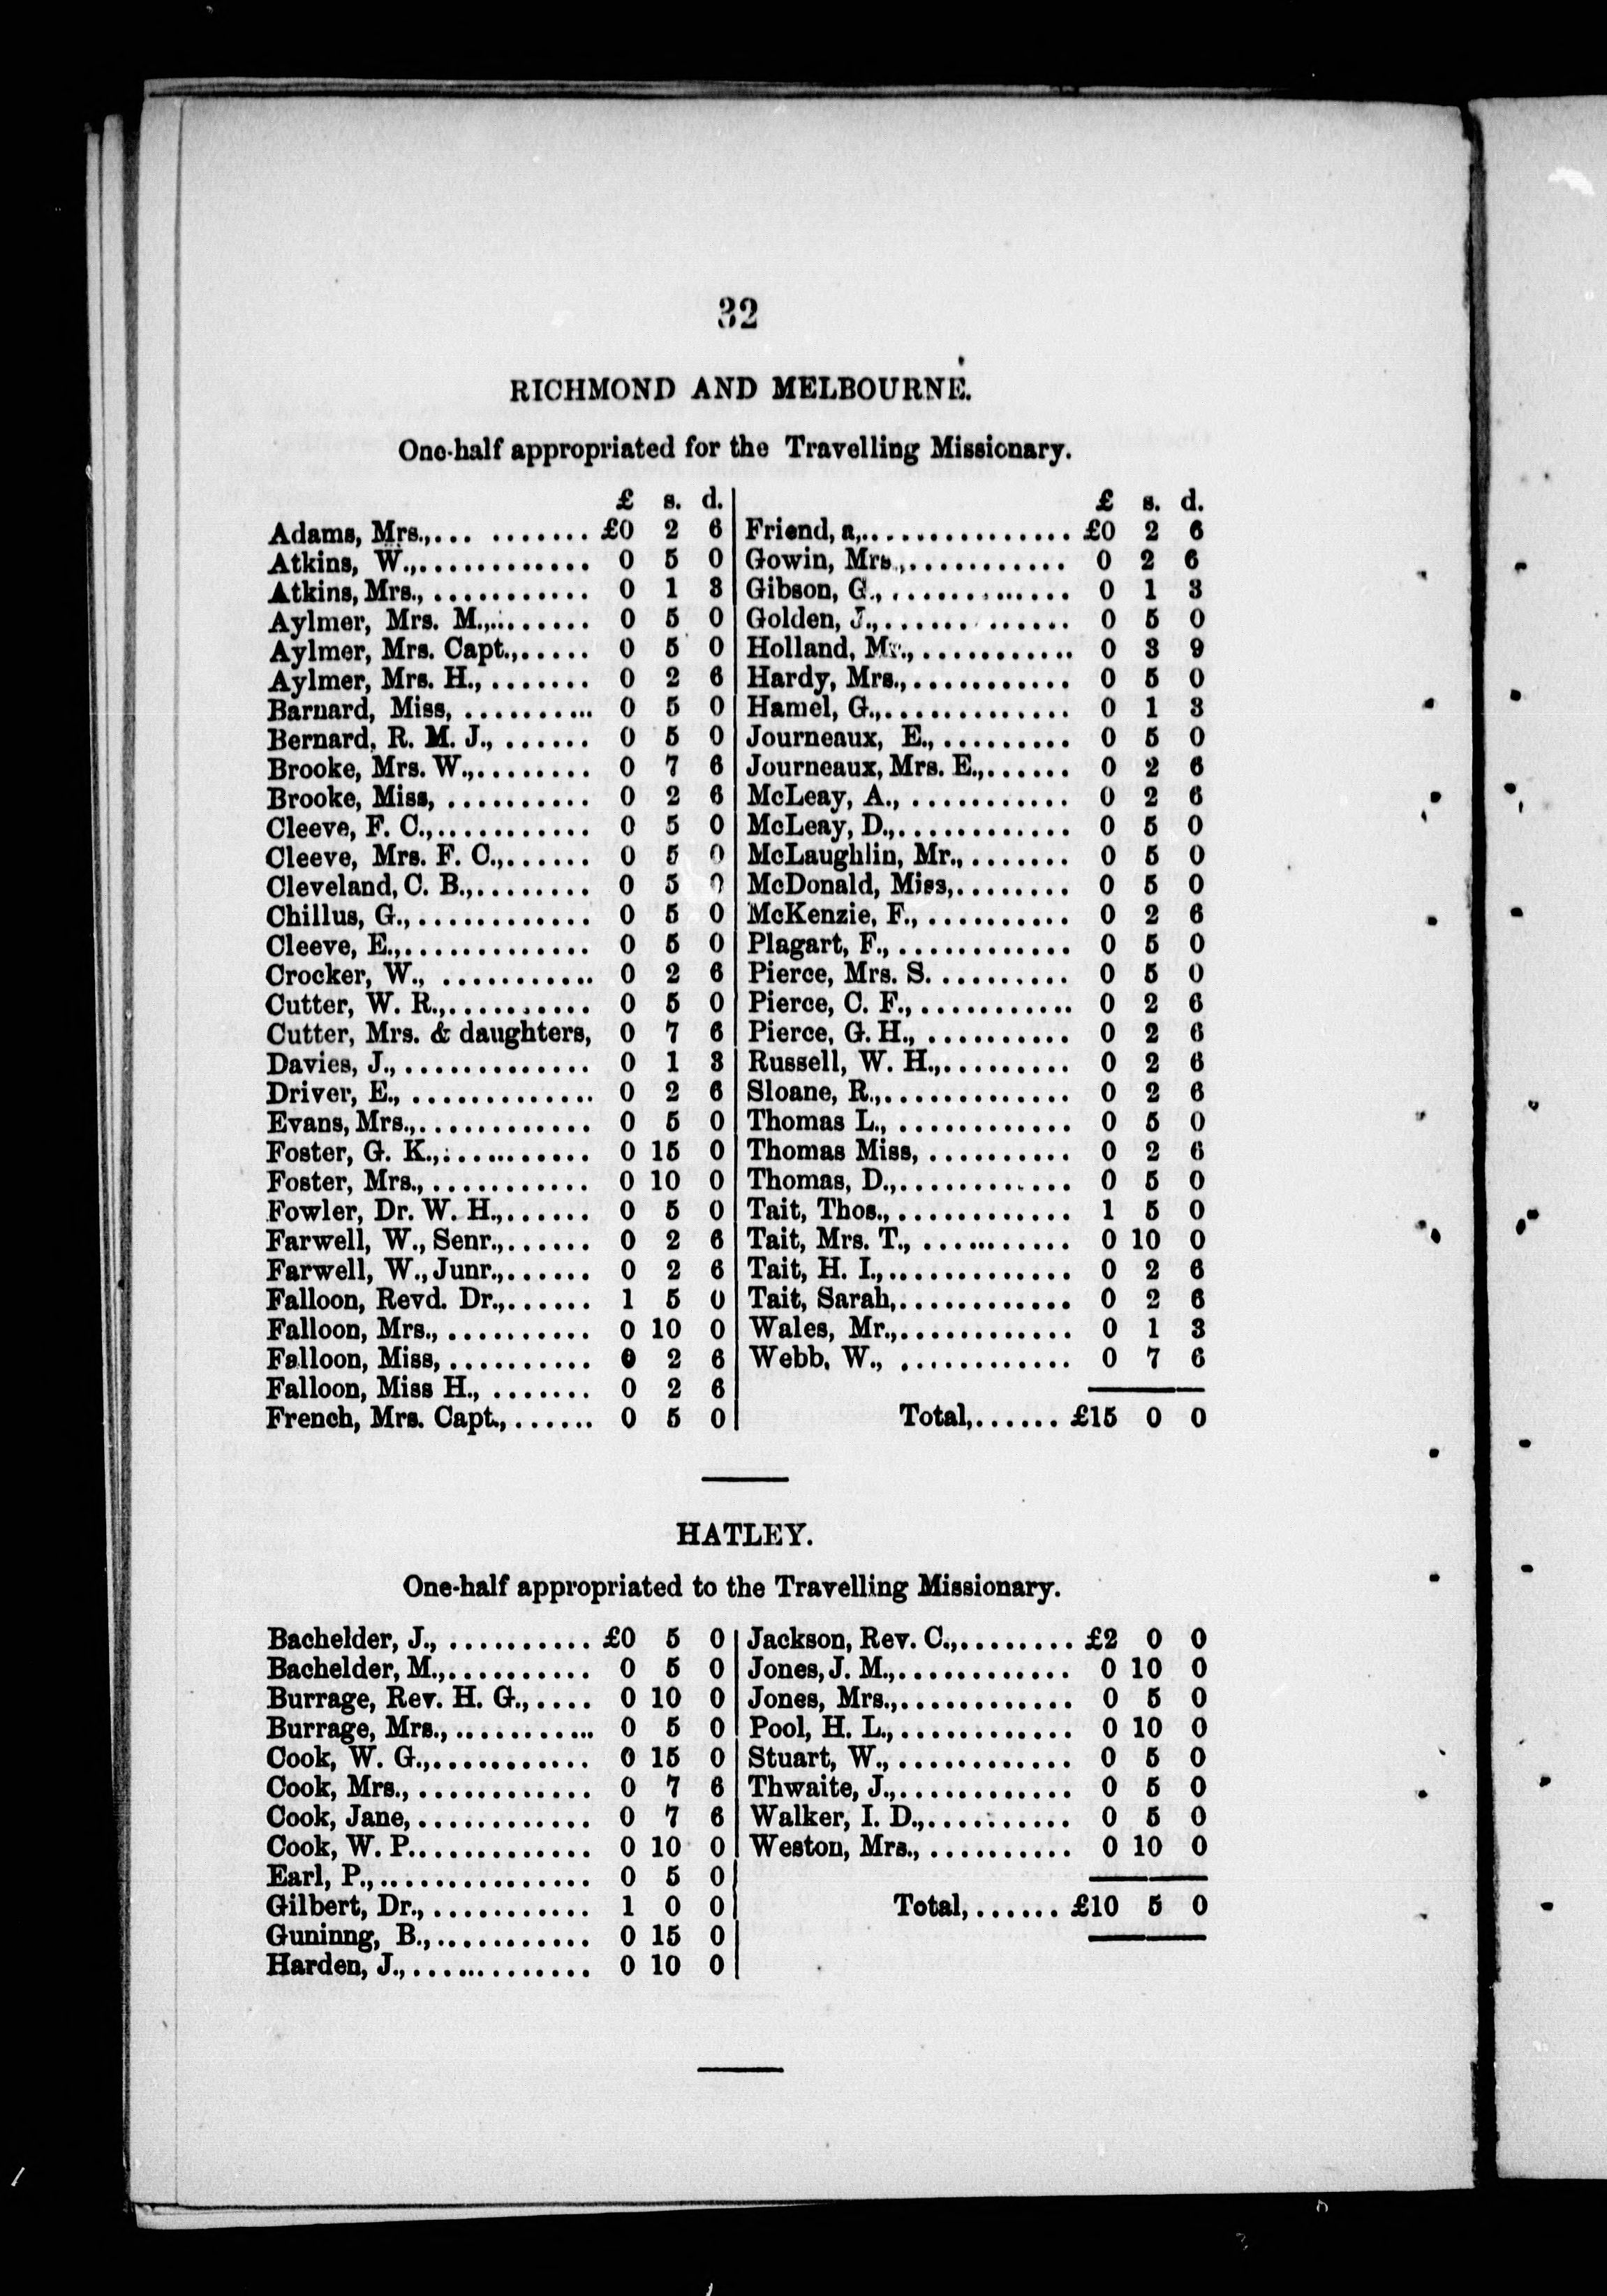 32
RICHMOND AND MELBOURNE.
One-half appropriated for the Travelling Missionary.
£ s. d.
Adams, Mrs.,... ....... £0 2 6
Atkins, W.,............ 0 5 0
Atkins, Mrs., ........... 0 1 3
Aylmer, Mrs. M.,........ 0 5 0
Aylmer, Mrs. Capt.,..... 0 5 0
Aylmer, Mrs. H., ....... 0 2 6
Barnard, Miss, .......... 0 5 0
Bernard, R. M. J., ...... 0 5 0
Brooke, Mrs. W.,........ 0 7 6
Brooke, Miss, .......... 0 2 6
Cleeve, F. C.,........... 0 5 0
Cleeve, Mrs. F. C.,...... 0 5 0
Cleveland, C. B.,........ 0 5 0
Chillus, G., ............. 0 5 0
Cleeve, E.,.............. 0 5 0
Crocker, W., ........... 0 2 6
Cutter, W. R.,.......... 0 5 0
Cutter, Mrs. & daughters, 0 7 6
Davies, J., .............. 0 1 3
Driver, E., ............. 0 2 6
Evans, Mrs.,............ 0 5 0
Foster, G. K.,........... 0 15 0
Foster, Mrs., ........... 0 10 0
Fowler, Dr. W. H.,...... 0 5 0
Farwell, W., Senr.,...... 0 2 6
Farwell, W., Junr.,...... 0 2 6
Falloon, Revd. Dr.,...... 1 5 0
Falloon, Mrs., .......... 0 10 0
Falloon, Miss, .......... 0 2 6
Falloon, Miss H., ....... 0 2 6
French, Mrs. Capt., ...... 0 5 0
£ s. d.
Friend, a,............... £0 2 6
Gowin, Mrs., ........... 0 2 6
Gibson, G., ............. 0 1 3
Golden, J.,............. 0 5 0
Holland, Mr., ........... 0 3 9
Hardy, Mrs., ........... 0 5 0
Hamel, G.,............. 0 1 3
Journeaux, E., ......... 0 5 0
Journeaux, Mrs. E.,...... 0 2 6
McLeay, A., ............ 0 2 6
McLeay, D.,............. 0 5 0
McLaughlin, Mr., ....... 0 5 0
McDonald, Miss,........ 0 5 0
McKenzie, F., ........... 0 2 6
Plagart, F., ............. 0 5 0
Pierce, Mrs. S. .......... 0 5 0
Pierce, C. F., ............ 0 2 6
Pierce, G. H., .......... 0 2 6
Russell, W. H.,......... 0 2 6
Sloane, R.,............. 0 2 6
Thomas L., ............ 0 5 0
Thomas Miss, .......... 0 2 6
Thomas, D.,............ 0 5 0
Tait, Thos., ............. 1 5 0
Tait, Mrs. T., ........... 0 10 0
Tait, H. I.,............. 0 2 6
Tait, Sarah,............. 0 2 6
Wales, Mr.,............. 0 1 3
Webb, W., ............. 0 7 6
Total,...... £15 0 0
HATLEY.
One-half appropriated to the Travelling Missionary.
Bachelder, J., .......... £0 5 0
Bachelder, M.,.......... 0 5 0
Burrage, Rev. H. G., .... 0 10 0
Burrage, Mrs., ........... 0 5 0
Cook, W. G.,........... 0 15 0
Cook, Mrs., ............. 0 7 6
Cook, Jane, ............. 0 7 6
Cook, W. P.............. 0 10 0
Earl, P.,................ 0 5 0
Gilbert, Dr., ............ 1 0 0
Guninng, B.,............ 0 15 0
Harden, J.,............. 0 10 0
Jackson, Rev. C.,........ £2 0 0
Jones, J. M.,............ 0 10 0
Jones, Mrs.,............ 0 5 0
Pool, H. L.,............. 0 10 0
Stuart, W., ............. 0 5 0
Thwaite, J.,............ 0 5 0
Walker, I. D.,.......... 0 5 0
Weston, Mrs., .......... 0 10 0
Total, ...... £10 5 0